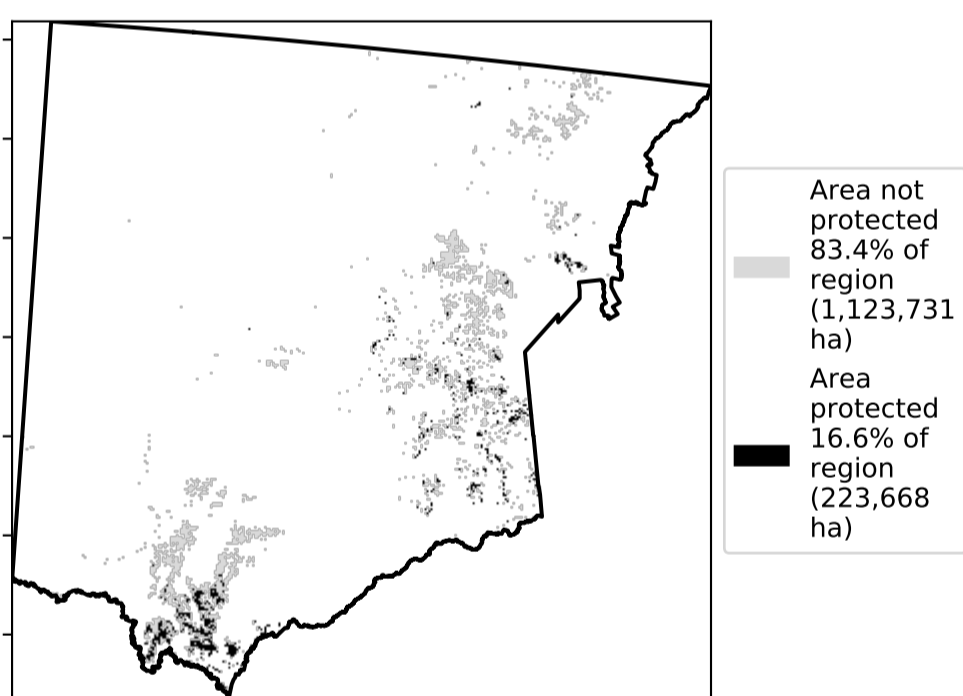 Area not
protected
83.4% of
region
(1,123,731
ha)
Area
protected
16.6% of
region
(223,668
ha)